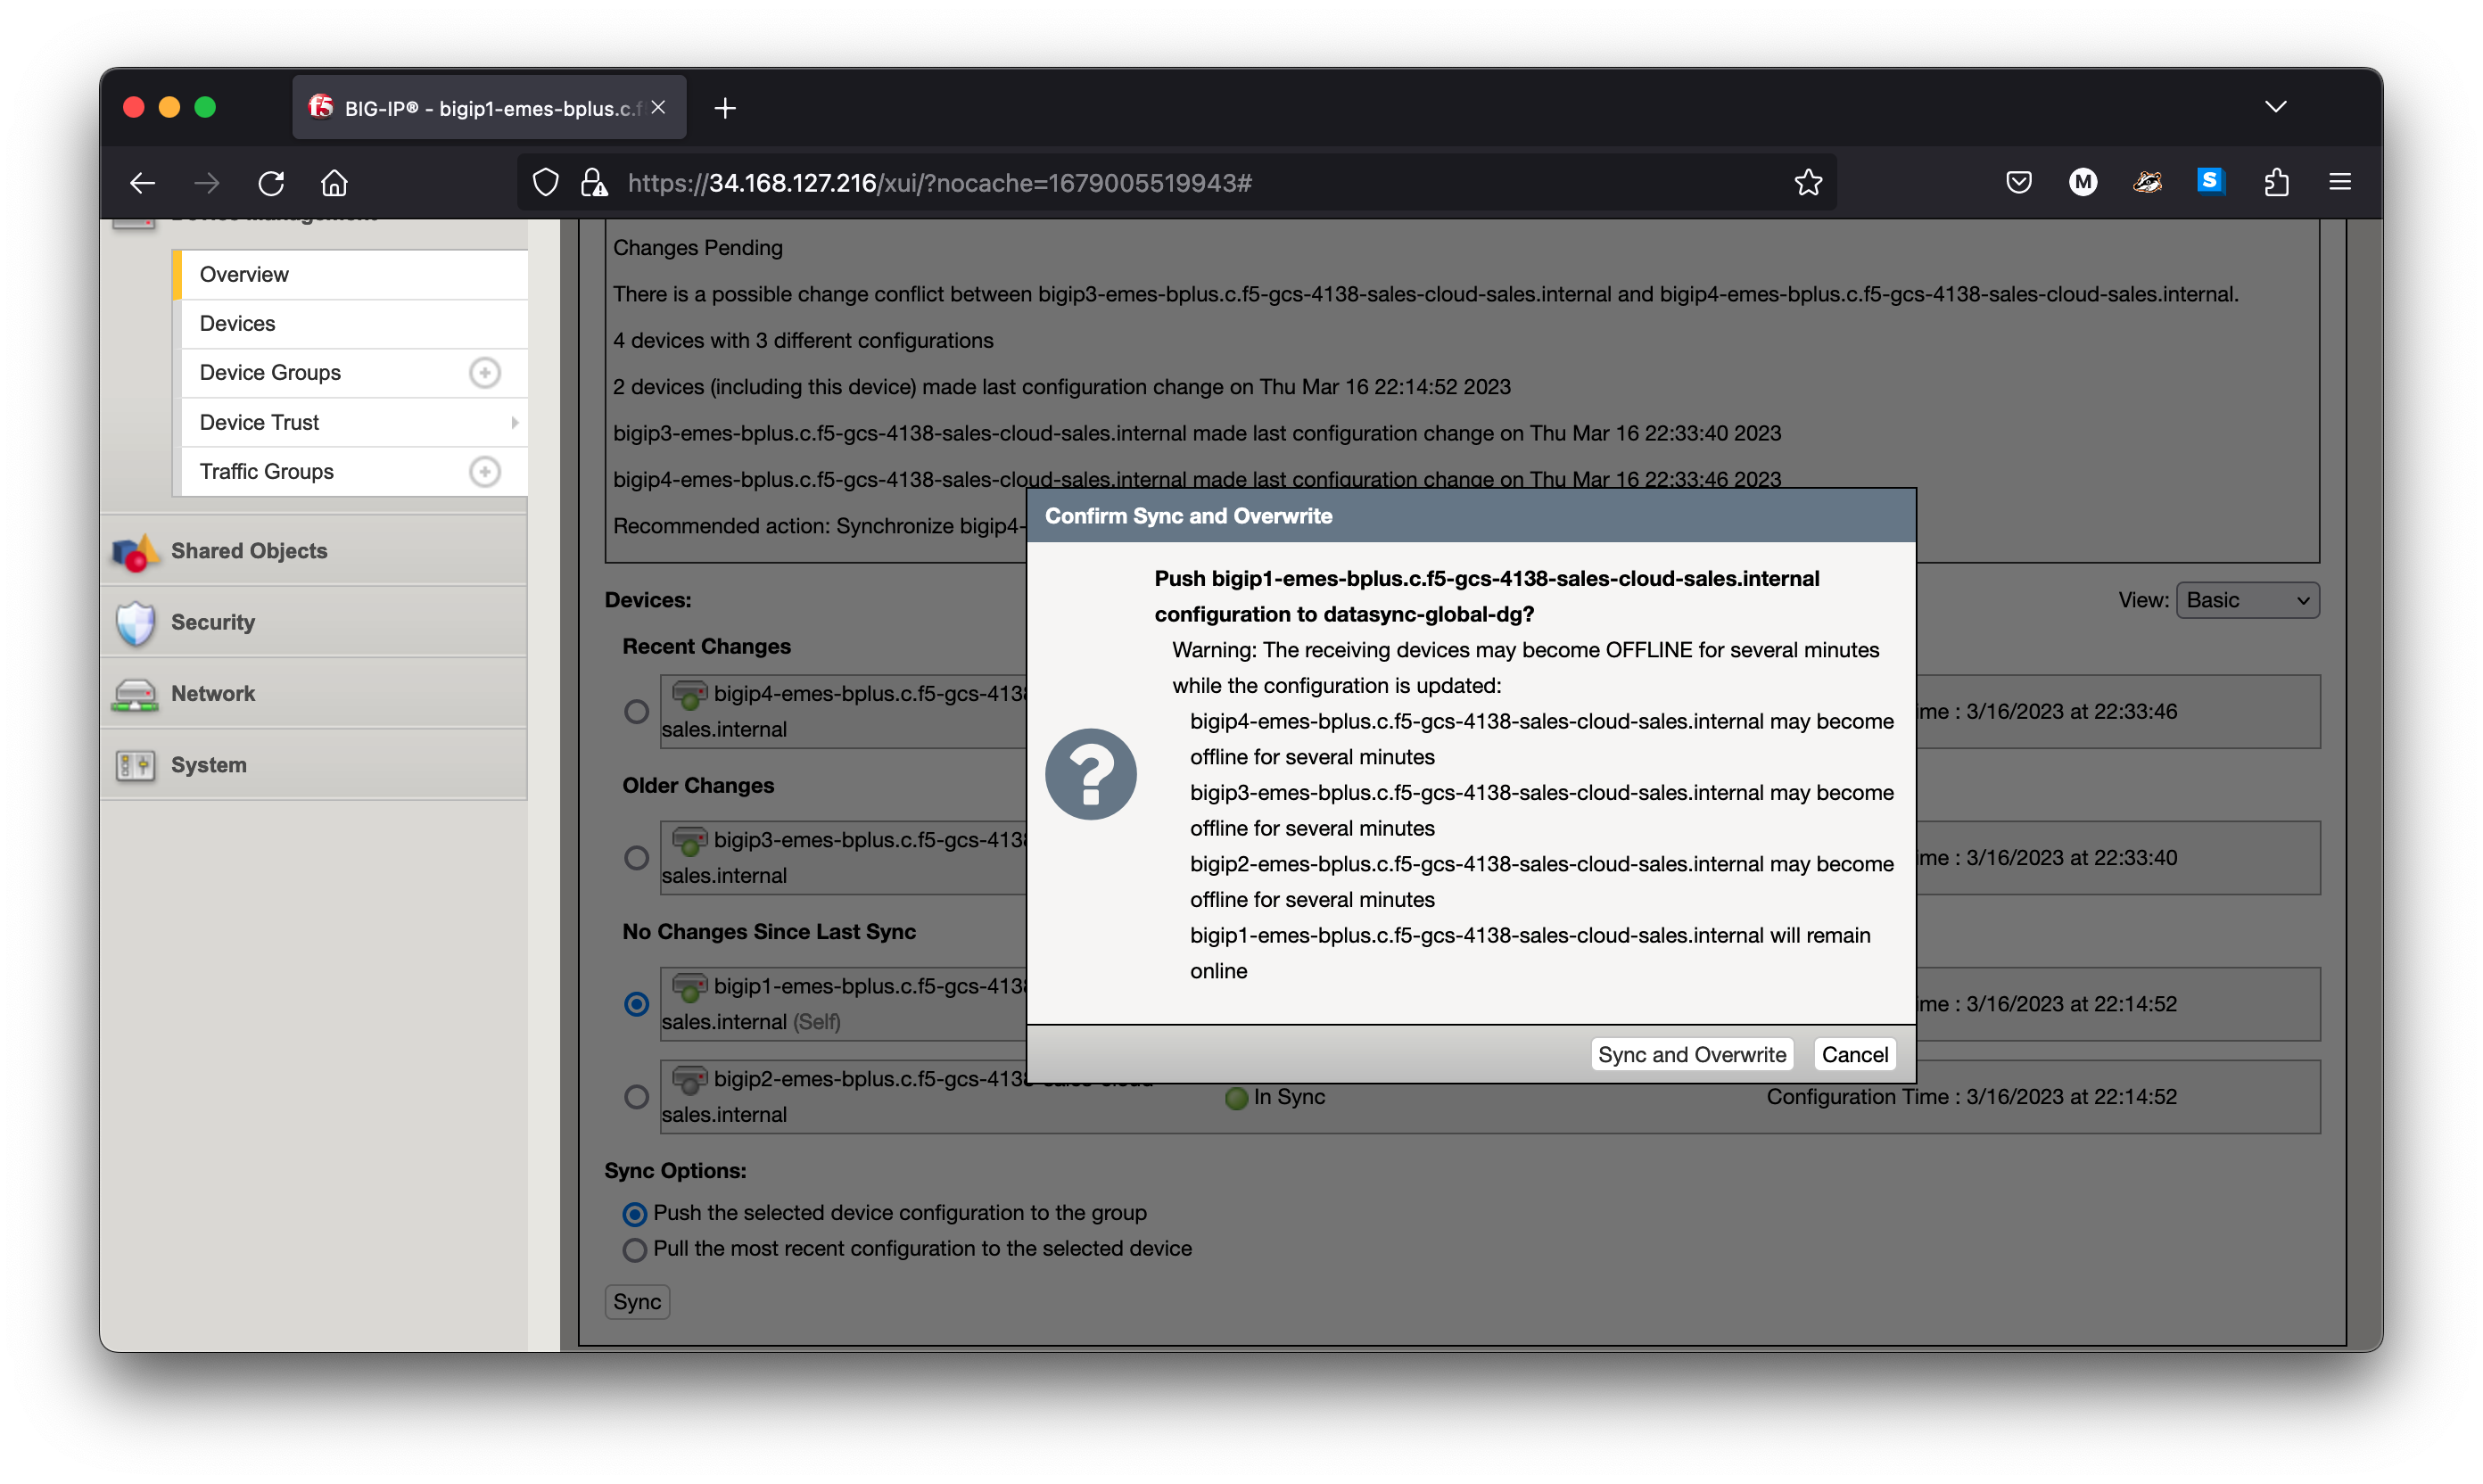 BIG-IP® - bigip1-emes-bplus.c.f
https://34.168.127.216/xui/?nocache=1679005519943#
Overview
Devices
Device Groups
Device Trust
Traffic Groups
Shared Objects
Security
Network
System
Changes Pending
There is a possible change conflict between bigip3-emes-bplus.c.f5-gcs-4138-sales-cloud-sales.internal and bigip4-emes-bplus.c.f5-gcs-4138-sales-cloud-sales.internal.
4 devices with 3 different configurations
2 devices (including this device) made last configuration change on Thu Mar 16 22:14:52 2023
bigip3-emes-bplus.c.f5-gcs-4138-sales-cloud-sales.internal made last configuration change on Thu Mar 16 22:33:40 2023
bigip4-emes-bplus.c.f5-gcs-4138-sales-cloud-sales.internal made last configuration change on Thu Mar 16 22:33:46 2023
Recommended action: Synchronize bigip4-
Devices:
View: Basic
Recent Changes
bigip4-emes-bplus.c.f5-gcs-413
sales.internal
ime : 3/16/2023 at 22:33:46
Older Changes
bigip3-emes-bplus.c.f5-gcs-413
sales.internal
ime : 3/16/2023 at 22:33:40
No Changes Since Last Sync
bigip1-emes-bplus.c.f5-gcs-413
sales.internal (Self)
ime : 3/16/2023 at 22:14:52
bigip2-emes-bplus.c.f5-gcs-413
sales.internal
In Sync
Configuration Time : 3/16/2023 at 22:14:52
Sync Options:
Push the selected device configuration to the group
Pull the most recent configuration to the selected device
Sync
Confirm Sync and Overwrite
Push bigip1-emes-bplus.c.f5-gcs-4138-sales-cloud-sales.internal
configuration to datasync-global-dg?
Warning: The receiving devices may become OFFLINE for several minutes
while the configuration is updated:
bigip4-emes-bplus.c.f5-gcs-4138-sales-cloud-sales.internal may become
offline for several minutes
bigip3-emes-bplus.c.f5-gcs-4138-sales-cloud-sales.internal may become
offline for several minutes
bigip2-emes-bplus.c.f5-gcs-4138-sales-cloud-sales.internal may become
offline for several minutes
bigip1-emes-bplus.c.f5-gcs-4138-sales-cloud-sales.internal will remain
online
Sync and Overwrite
Cancel